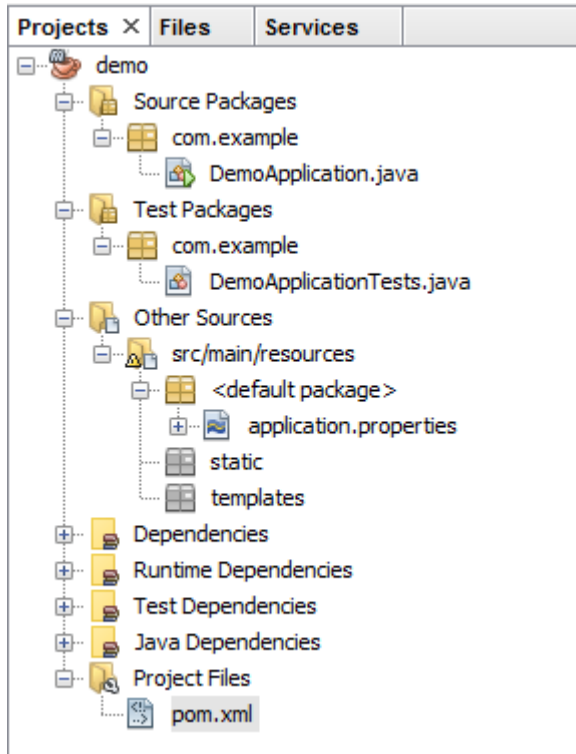 Projects × Files Services
demo
Source Packages
com.example
DemoApplication.java
Test Packages
com.example
DemoApplicationTests.java
Other Sources
src/main/resources
<default package>
application.properties
static
templates
Dependencies
Runtime Dependencies
Test Dependencies
Java Dependencies
Project Files
pom.xml